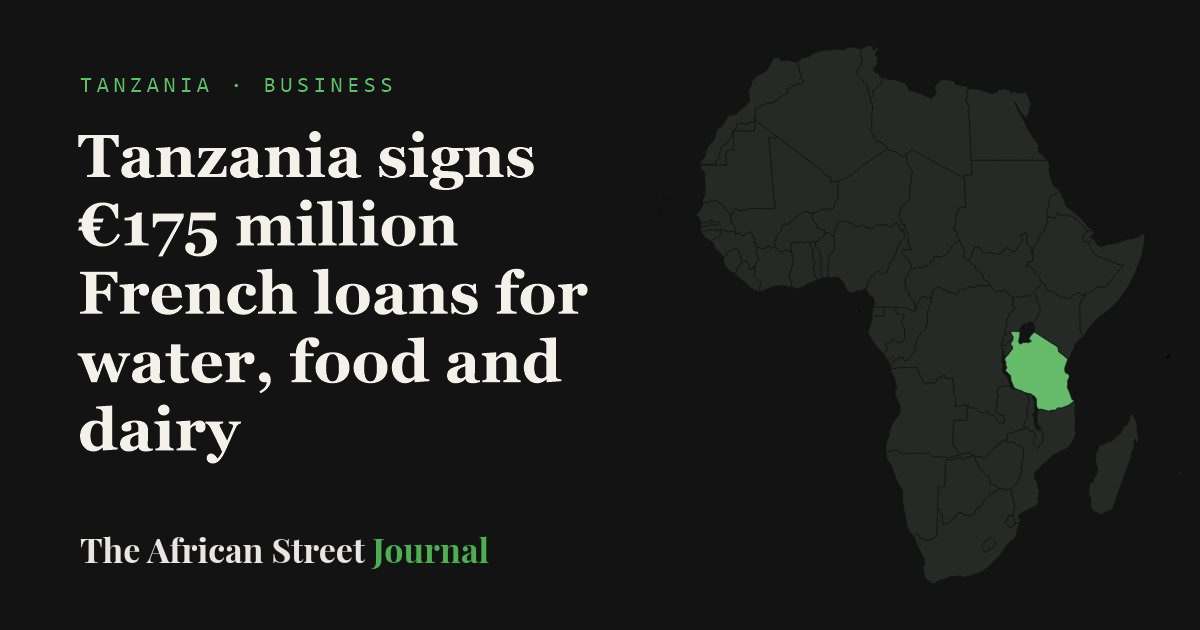 TANZANIA · BUSINESS
Tanzania signs
€175 million
French loans for
water, food and
dairy
The African Street Journal